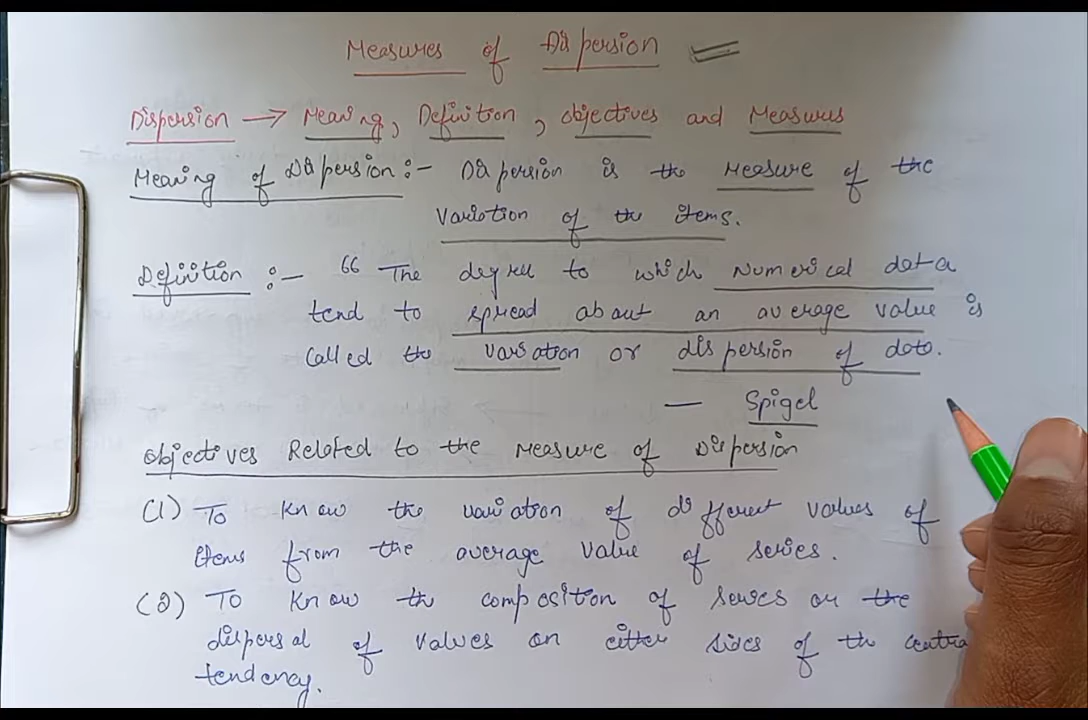 Measures of Dispersion
Dispersion → Meaning, Definition, objectives and Measures
Meaning of Dispersion :- Dispersion is the Measure of the
Variation of the items.
Definition :- “ The degree to which Numerical data
tend to spread about an average value is
called the variation or dispersion of data.
— Spigel
Objectives Related to the Measure of Dispersion
(1) To know the variation of different values of
items from the average value of series.
(2) To know the composition of series or the
dispersal of values on either sides of the centra
tendency.